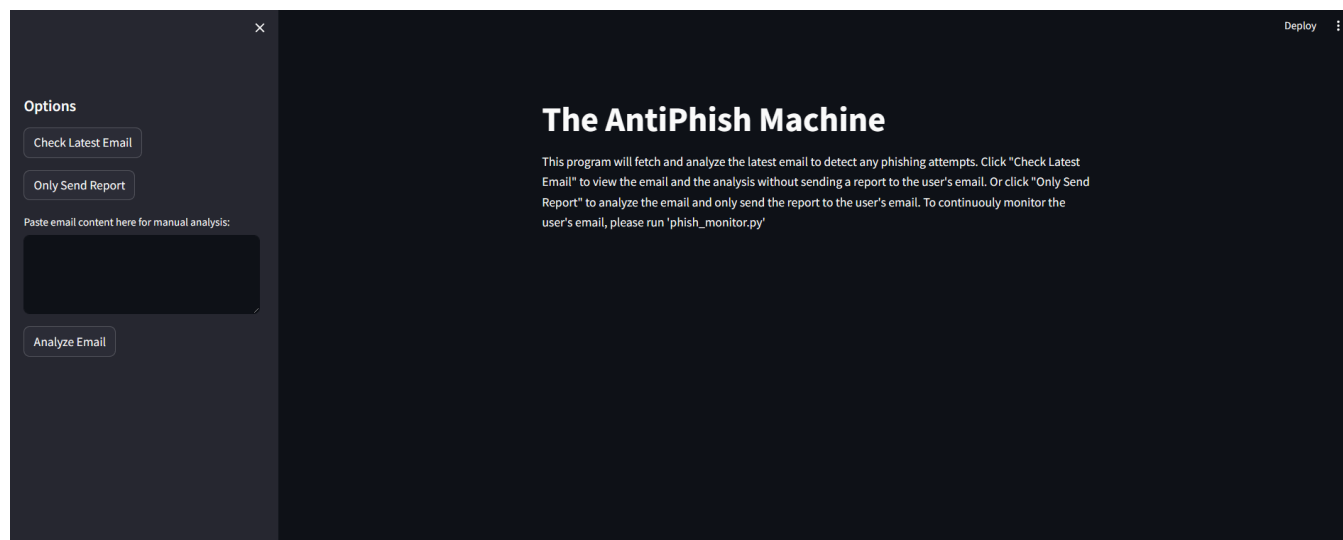 Deploy
Options
Check Latest Email
Only Send Report
Paste email content here for manual analysis:
Analyze Email
The AntiPhish Machine
This program will fetch and analyze the latest email to detect any phishing attempts. Click "Check Latest
Email" to view the email and the analysis without sending a report to the user's email. Or click "Only Send
Report" to analyze the email and only send the report to the user's email. To continuouly monitor the
user's email, please run 'phish_monitor.py'